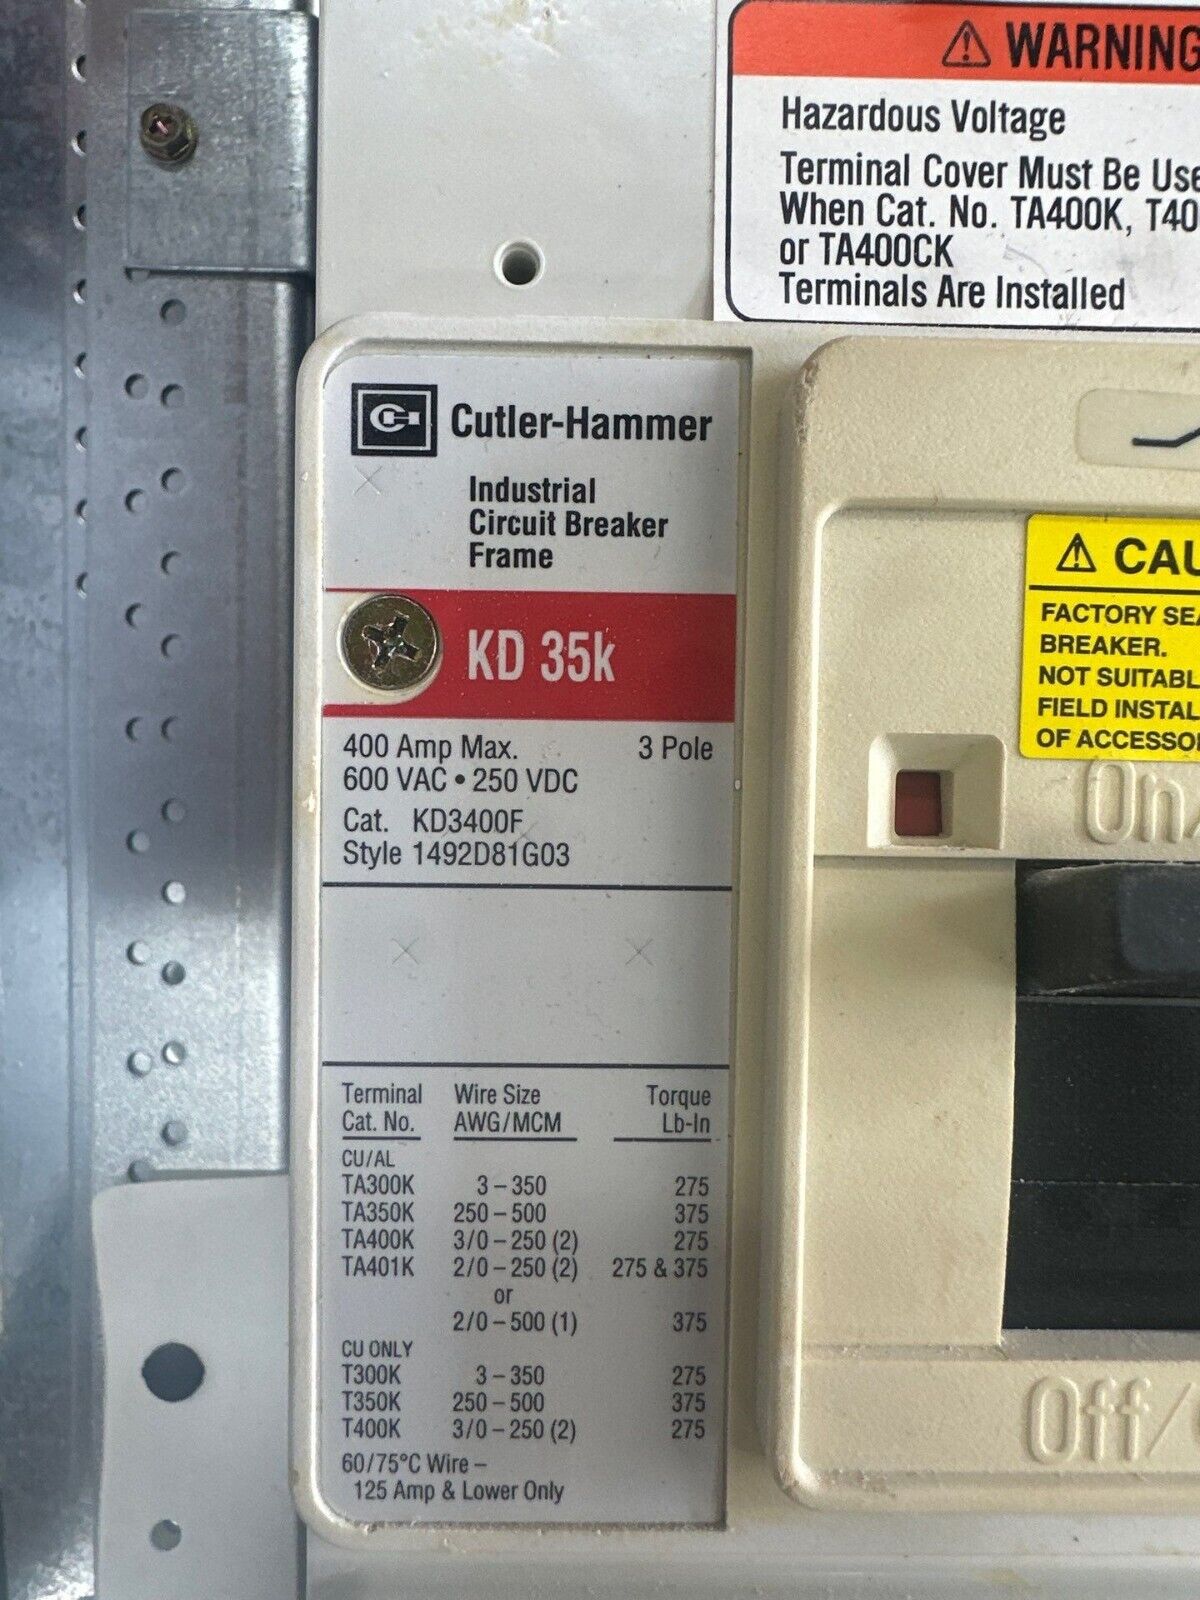 WARNING
Hazardous Voltage
Terminal Cover Must Be Use
When Cat. No. TA400K, T40
or TA400CK
Terminals Are Installed
Cutler-Hammer
Industrial
Circuit Breaker
Frame
KD 35k
400 Amp Max. 3 Pole
600 VAC • 250 VDC
Cat. KD3400F
Style 1492D81G03
Terminal Wire Size Torque
Cat. No. AWG/MCM Lb-In
CU/AL
TA300K 3–350 275
TA350K 250–500 375
TA400K 3/0–250 (2) 275
TA401K 2/0–250 (2) 275 & 375
or
2/0–500 (1) 375
CU ONLY
T300K 3–350 275
T350K 250–500 375
T400K 3/0–250 (2) 275
60/75°C Wire –
125 Amp & Lower Only
CAU
FACTORY SEA
BREAKER.
NOT SUITABL
FIELD INSTAL
OF ACCESSO
On/
Off/